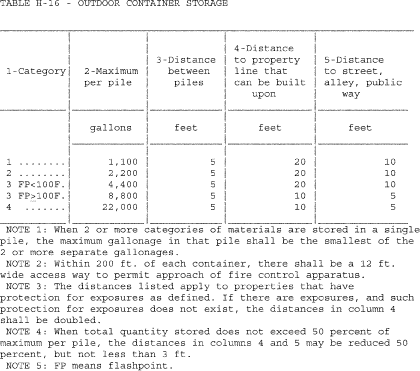 TABLE H-16 - OUTDOOR CONTAINER STORAGE
1-Category 2-Maximum per pile 3-Distance between piles 4-Distance to property line that can be built upon 5-Distance to street, alley, public way
gallons feet feet feet
1 ........ 1,100 5 20 10
2 ........ 2,200 5 20 10
3 FP<100F. 4,400 5 20 10
3 FP>100F. 8,800 5 10 5
4 ....... 22,000 5 10 5
NOTE 1: When 2 or more categories of materials are stored in a single
pile, the maximum gallonage in that pile shall be the smallest of the
2 or more separate gallonages.
NOTE 2: Within 200 ft. of each container, there shall be a 12 ft.
wide access way to permit approach of fire control apparatus.
NOTE 3: The distances listed apply to properties that have
protection for exposures as defined. If there are exposures, and such
protection for exposures does not exist, the distances in column 4
shall be doubled.
NOTE 4: When total quantity stored does not exceed 50 percent of
maximum per pile, the distances in columns 4 and 5 may be reduced 50
percent, but not less than 3 ft.
NOTE 5: FP means flashpoint.